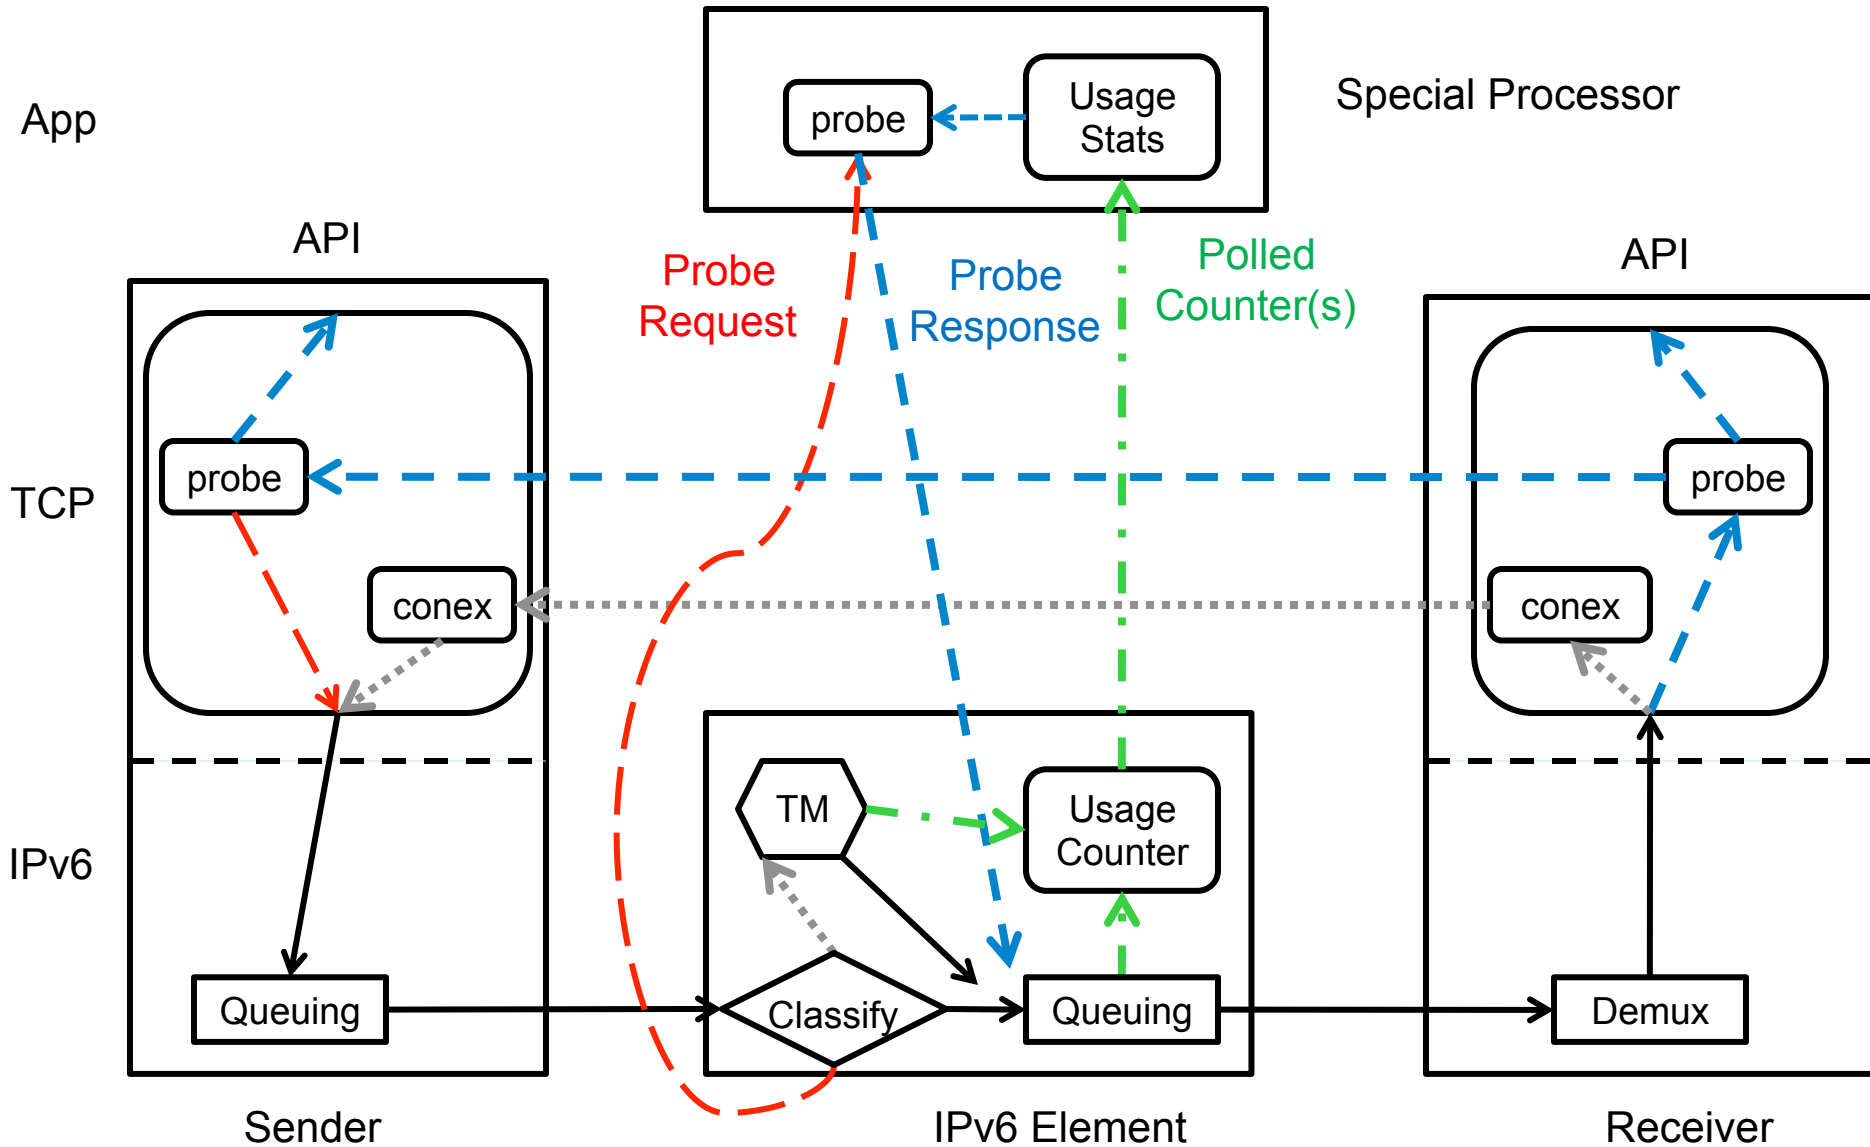 App
probe
Usage
Stats
Special Processor
API
Probe
Request
Probe
Response
Polled
Counter(s)
API
TCP
probe
probe
conex
conex
IPv6
TM
Usage
Counter
Queuing
Classify
Queuing
Demux
Sender
IPv6 Element
Receiver